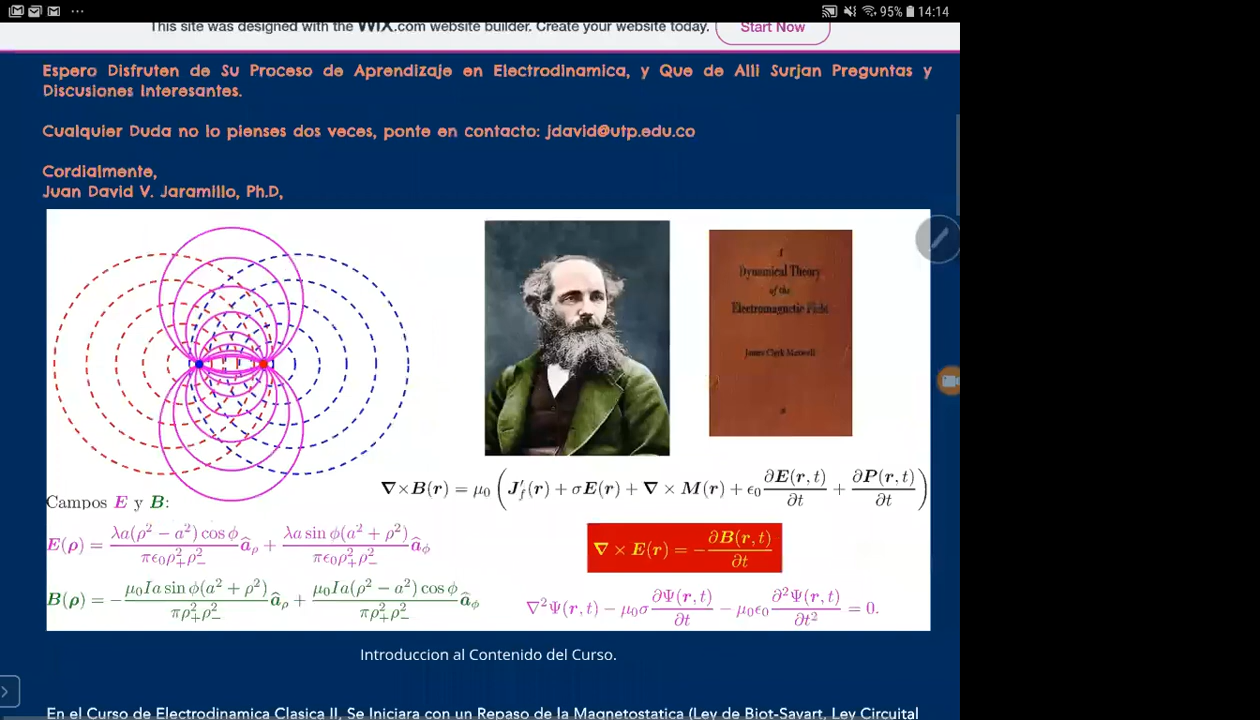 95% 14:14
This site was designed with the WIX.com website builder. Create your website today. Start Now
Espero Disfruten de Su Proceso de Aprendizaje en Electrodinamica, y Que de Alli Surjan Preguntas y
Discusiones Interesantes.
Cualquier Duda no lo pienses dos veces, ponte en contacto: jdavid@utp.edu.co
Cordialmente,
Juan David V. Jaramillo, Ph.D,
A
Dynamical Theory
of the
Electromagnetic Field
James Clerk Maxwell
∇×B(r) = μ₀ (J′_f(r) + σE(r) + ∇ × M(r) + ϵ₀ ∂E(r,t)/∂t + ∂P(r,t)/∂t)
Campos E y B:
E(ρ) = λa(ρ² − a²) cos ϕ/πϵ₀ρ₊²ρ₋² â_ρ + λa sin ϕ(a² + ρ²)/πϵ₀ρ₊²ρ₋² â_ϕ
∇ × E(r) = −∂B(r,t)/∂t
B(ρ) = −μ₀Ia sin ϕ(a² + ρ²)/πρ₊²ρ₋² â_ρ + μ₀Ia(ρ² − a²) cos ϕ/πρ₊²ρ₋² â_ϕ
∇²Ψ(r,t) − μ₀σ ∂Ψ(r,t)/∂t − μ₀ϵ₀ ∂²Ψ(r,t)/∂t² = 0.
Introduccion al Contenido del Curso.
En el Curso de Electrodinamica Clasica II, Se Iniciara con un Repaso de la Magnetostatica (Ley de Biot-Savart, Ley Circuital